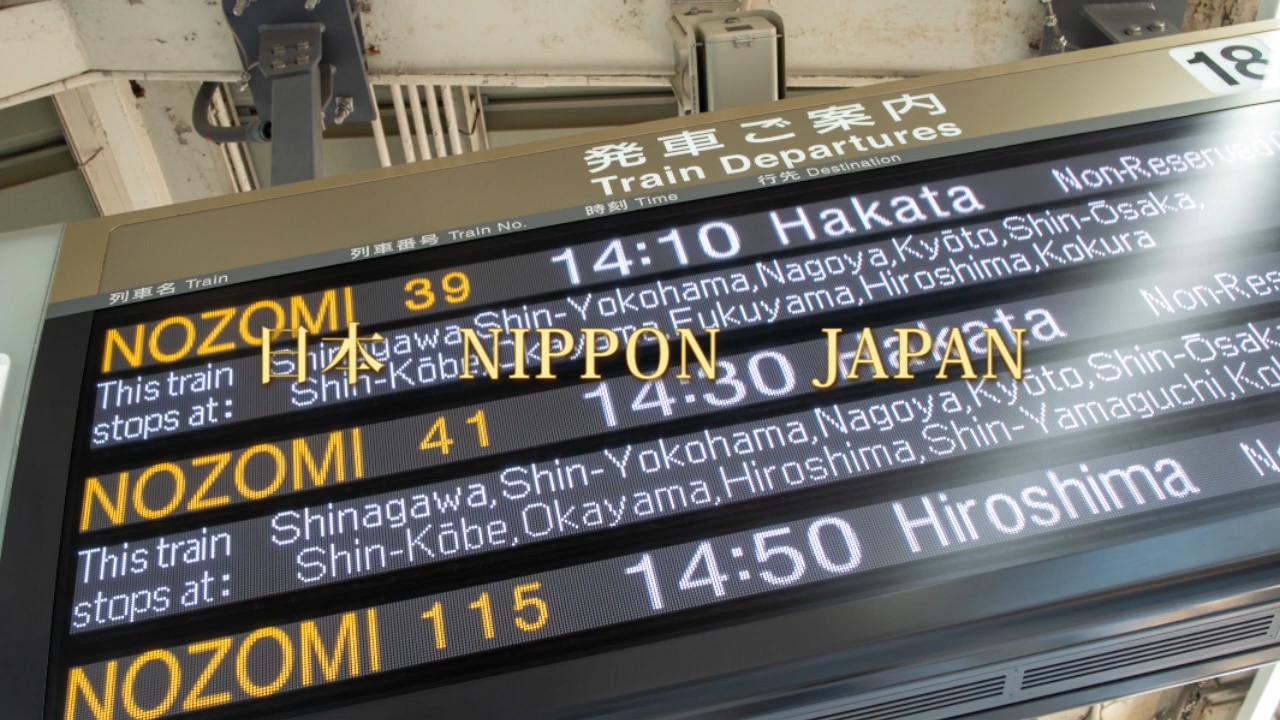 18
発車ご案内
Train Departures
列車名 Train 列車番号 Train No. 時刻 Time 行先 Destination
NOZOMI 39 14:10 Hakata Non-Reserved
This train stops at: Shinagawa,Shin-Yokohama,Nagoya,Kyōto,Shin-Ōsaka,
Shin-Kōbe,Okayama,Fukuyama,Hiroshima,Kokura
日本 NIPPON JAPAN
NOZOMI 41 14:30 Hakata
This train stops at: Shinagawa,Shin-Yokohama,Nagoya,Kyōto,Shin-Ōsaka
Shin-Kōbe,Okayama,Hiroshima,Shin-Yamaguchi,
NOZOMI 115 14:50 Hiroshima